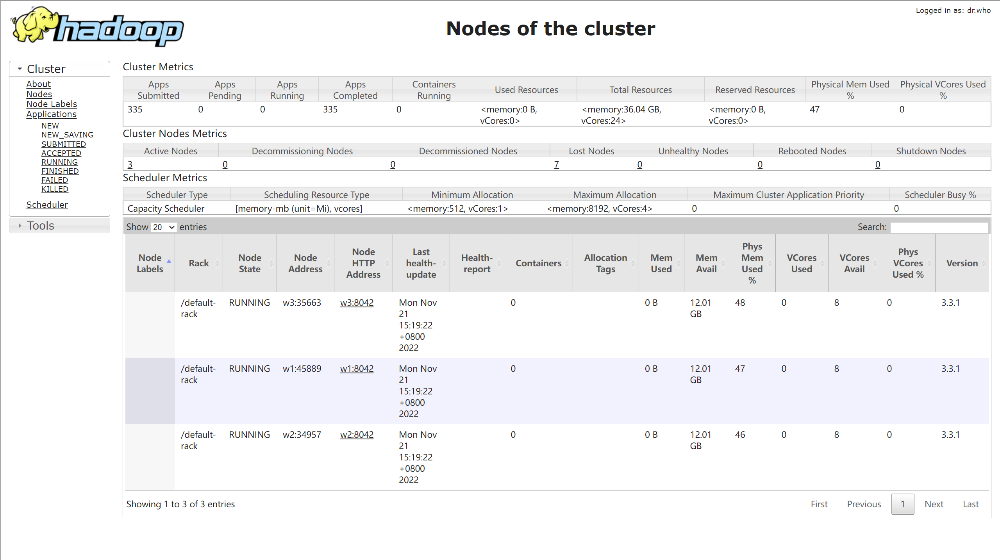 hadoop
Logged in as: dr.who
Nodes of the cluster
Cluster
About
Nodes
Node Labels
Applications
NEW
NEW_SAVING
SUBMITTED
ACCEPTED
RUNNING
FINISHED
FAILED
KILLED
Scheduler
Tools
Cluster Metrics
Apps Submitted Apps Pending Apps Running Apps Completed Containers Running Used Resources Total Resources Reserved Resources Physical Mem Used % Physical VCores Used %
335 0 0 335 0 <memory:0 B, vCores:0> <memory:36.04 GB, vCores:24> <memory:0 B, vCores:0> 47 0
Cluster Nodes Metrics
Active Nodes Decommissioning Nodes Decommissioned Nodes Lost Nodes Unhealthy Nodes Rebooted Nodes Shutdown Nodes
3 0 0 7 0 0 0
Scheduler Metrics
Scheduler Type Scheduling Resource Type Minimum Allocation Maximum Allocation Maximum Cluster Application Priority Scheduler Busy %
Capacity Scheduler [memory-mb (unit=Mi), vcores] <memory:512, vCores:1> <memory:8192, vCores:4> 0 0
Show 20 entries Search:
Node Labels Rack Node State Node Address Node HTTP Address Last health-update Health-report Containers Allocation Tags Mem Used Mem Avail Phys Mem Used % VCores Used VCores Avail Phys VCores Used % Version
/default-rack RUNNING w3:35663 w3:8042 Mon Nov 21 15:19:22 +0800 2022 0 0 B 12.01 GB 48 0 8 0 3.3.1
/default-rack RUNNING w1:45889 w1:8042 Mon Nov 21 15:19:22 +0800 2022 0 0 B 12.01 GB 47 0 8 0 3.3.1
/default-rack RUNNING w2:34957 w2:8042 Mon Nov 21 15:19:22 +0800 2022 0 0 B 12.01 GB 46 0 8 0 3.3.1
Showing 1 to 3 of 3 entries First Previous 1 Next Last